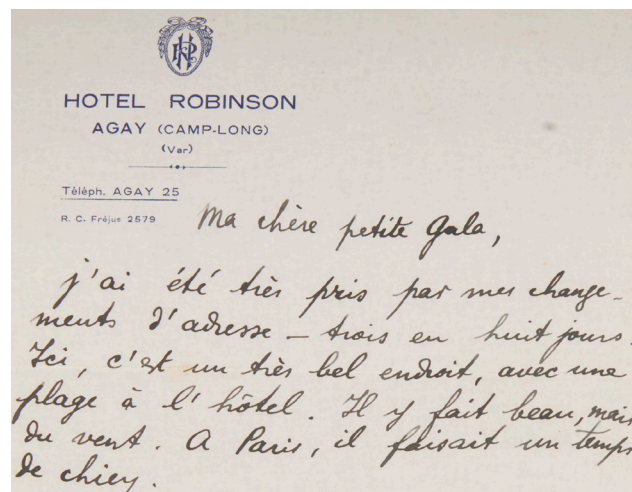 HOTEL ROBINSON
AGAY (CAMP-LONG)
(Var)
Téléph. AGAY 25
R. C. Fréjus 2579
Ma chère petite Gala,
j'ai été très pris par mes change-
ments d'adresse – trois en huit jours.
Ici, c'est un très bel endroit, avec une
plage à l'hôtel. Il y fait beau, mais
du vent. A Paris, il faisait un temps
de chien.